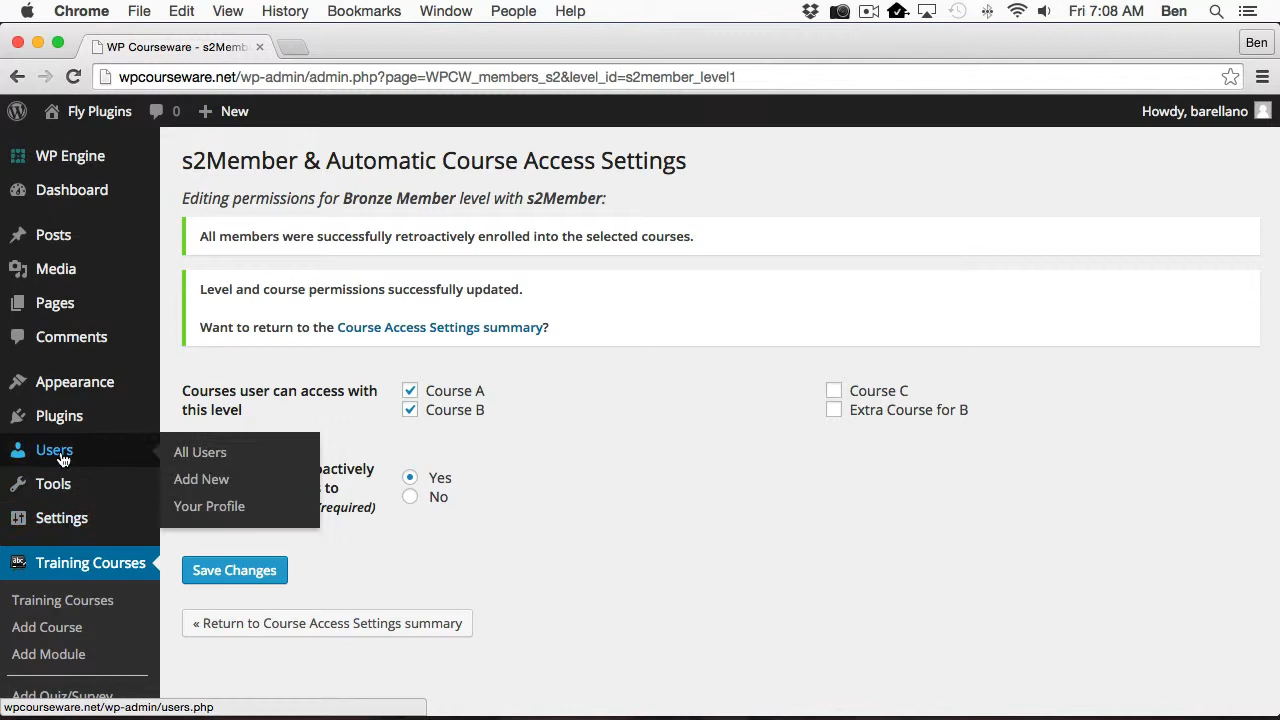 Chrome File Edit View History Bookmarks Window People Help Fri 7:08 AM Ben
WP Courseware - s2Memb Ben
wpcourseware.net/wp-admin/admin.php?page=WPCW_members_s2&level_id=s2member_level1
Fly Plugins 0 New Howdy, barellano
WP Engine
Dashboard
Posts
Media
Pages
Comments
Appearance
Plugins
Users
Tools
Settings
abc Training Courses
Training Courses
Add Course
Add Module
Add Quiz/Survey
All Users
Add New
Your Profile
s2Member & Automatic Course Access Settings
Editing permissions for Bronze Member level with s2Member:
All members were successfully retroactively enrolled into the selected courses.
Level and course permissions successfully updated.
Want to return to the Course Access Settings summary?
Courses user can access with
this level
Course A
Course B
Course C
Extra Course for B
oactively
s to
(required)
Yes
No
Save Changes
« Return to Course Access Settings summary
wpcourseware.net/wp-admin/users.php